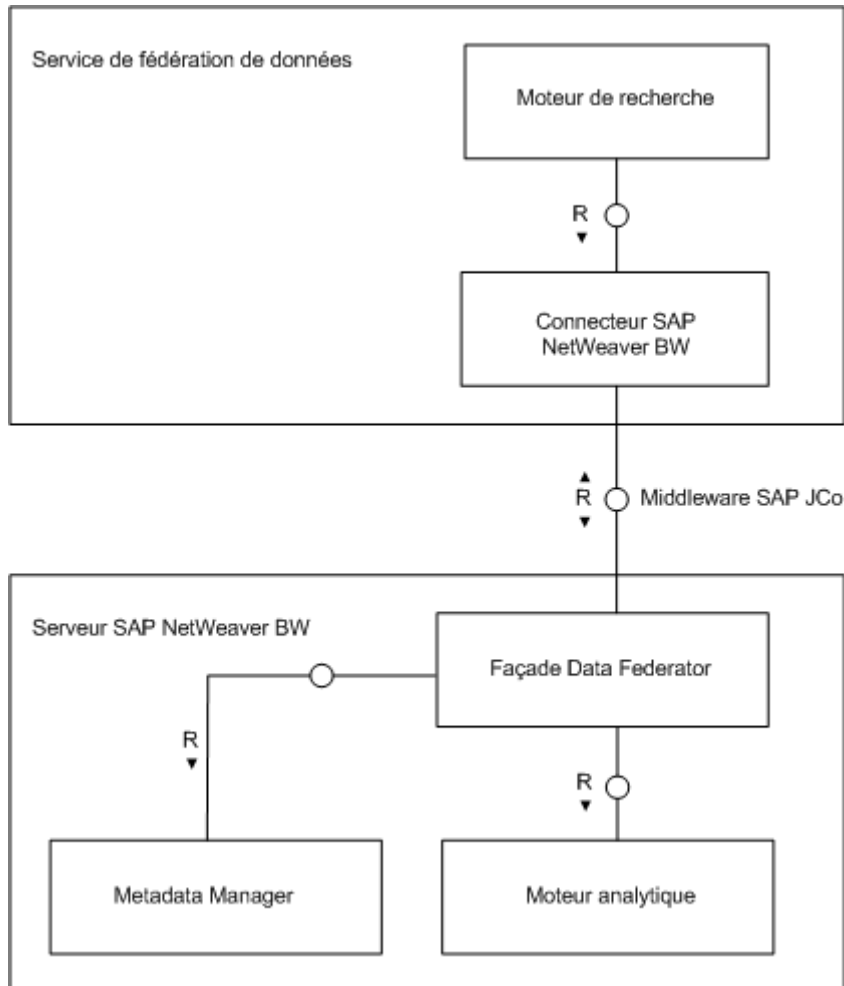 Service de fédération de données
Moteur de recherche
R
▼
Connecteur SAP
NetWeaver BW
▲
R
▼
Middleware SAP JCo
Serveur SAP NetWeaver BW
Façade Data Federator
R
▼
R
▼
Metadata Manager
Moteur analytique